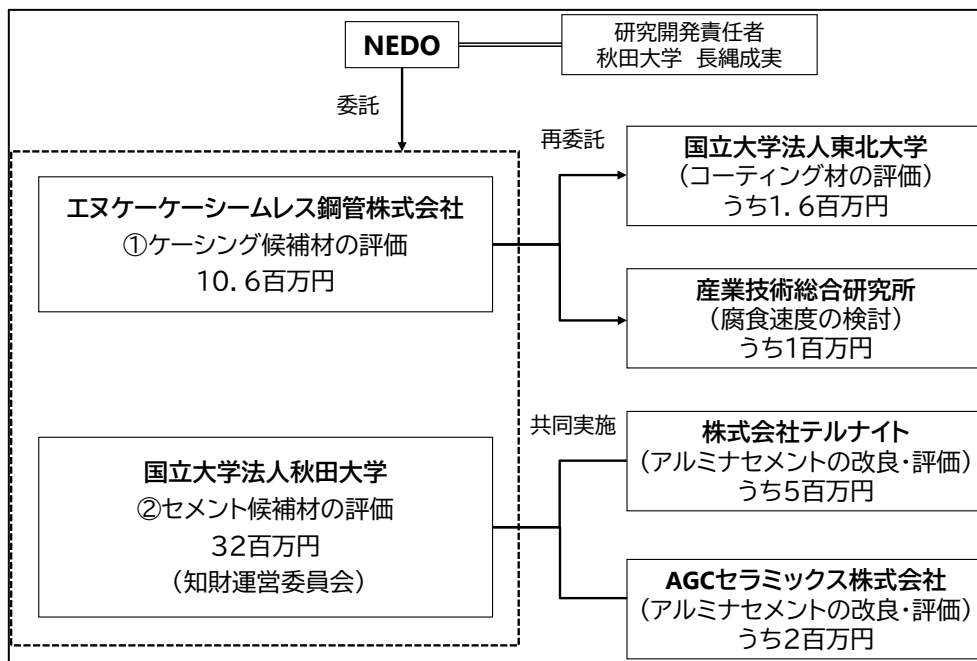 NEDO
研究開発責任者
秋田大学 長縄成実
委託
再委託
エヌケーケーシームレス鋼管株式会社
①ケーシング候補材の評価
10.6百万円
国立大学法人東北大学
(コーティング材の評価)
うち1.6百万円
産業技術総合研究所
(腐食速度の検討)
うち1百万円
共同実施
国立大学法人秋田大学
②セメント候補材の評価
32百万円
(知財運営委員会)
株式会社テルナイト
(アルミナセメントの改良・評価)
うち5百万円
AGCセラミックス株式会社
(アルミナセメントの改良・評価)
うち2百万円